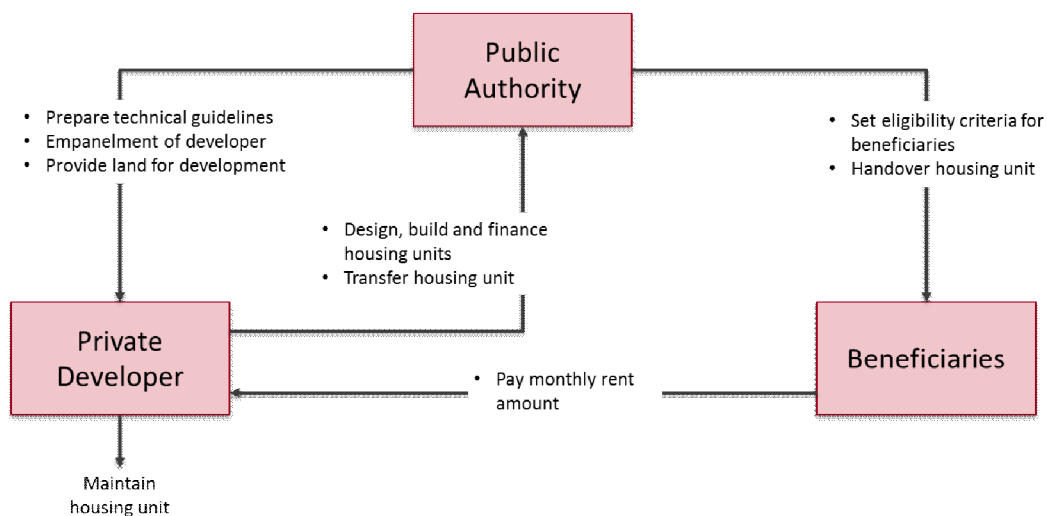 Public
Authority
• Prepare technical guidelines
• Empanelment of developer
• Provide land for development
• Set eligibility criteria for
beneficiaries
• Handover housing unit
• Design, build and finance
housing units
• Transfer housing unit
Private
Developer
Beneficiaries
• Pay monthly rent
amount
Maintain
housing unit